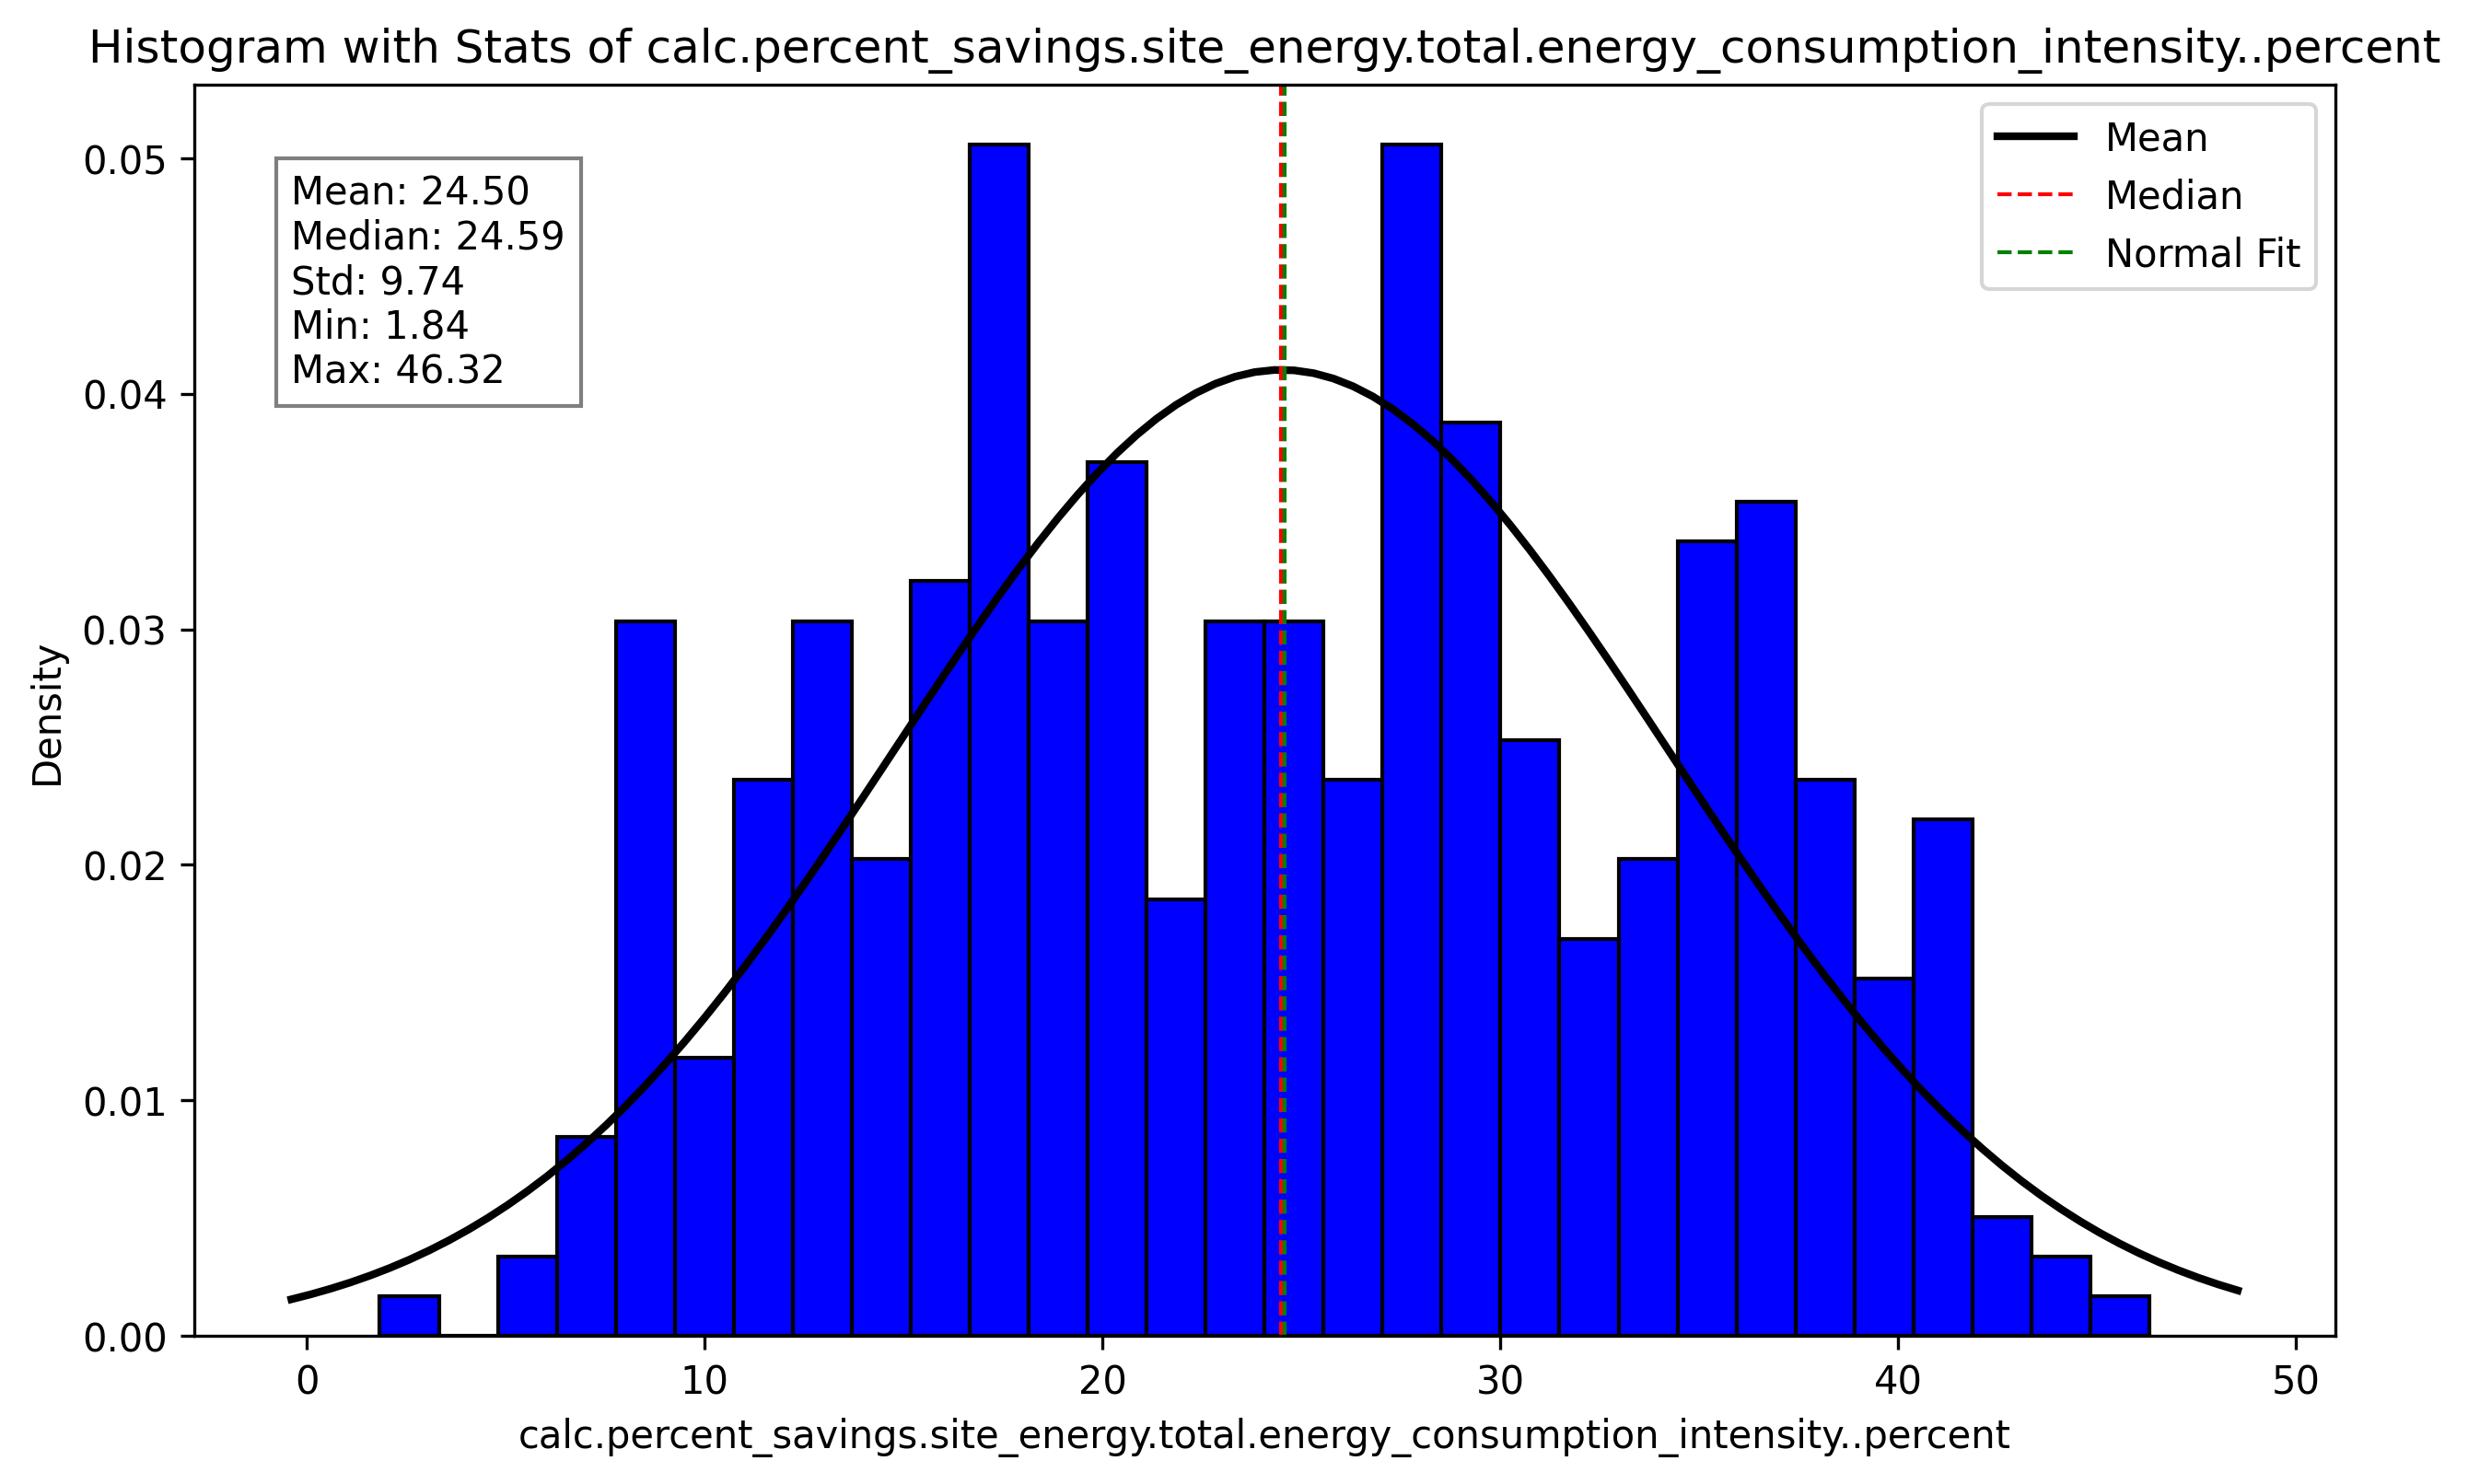 Histogram with Stats of calc.percent_savings.site_energy.total.energy_consumption_intensity..percent
Mean: 24.50
Median: 24.59
Std: 9.74
Min: 1.84
Max: 46.32
Mean
Median
Normal Fit
Density
0.05
0.04
0.03
0.02
0.01
0.00
0
10
20
30
40
50
calc.percent_savings.site_energy.total.energy_consumption_intensity..percent